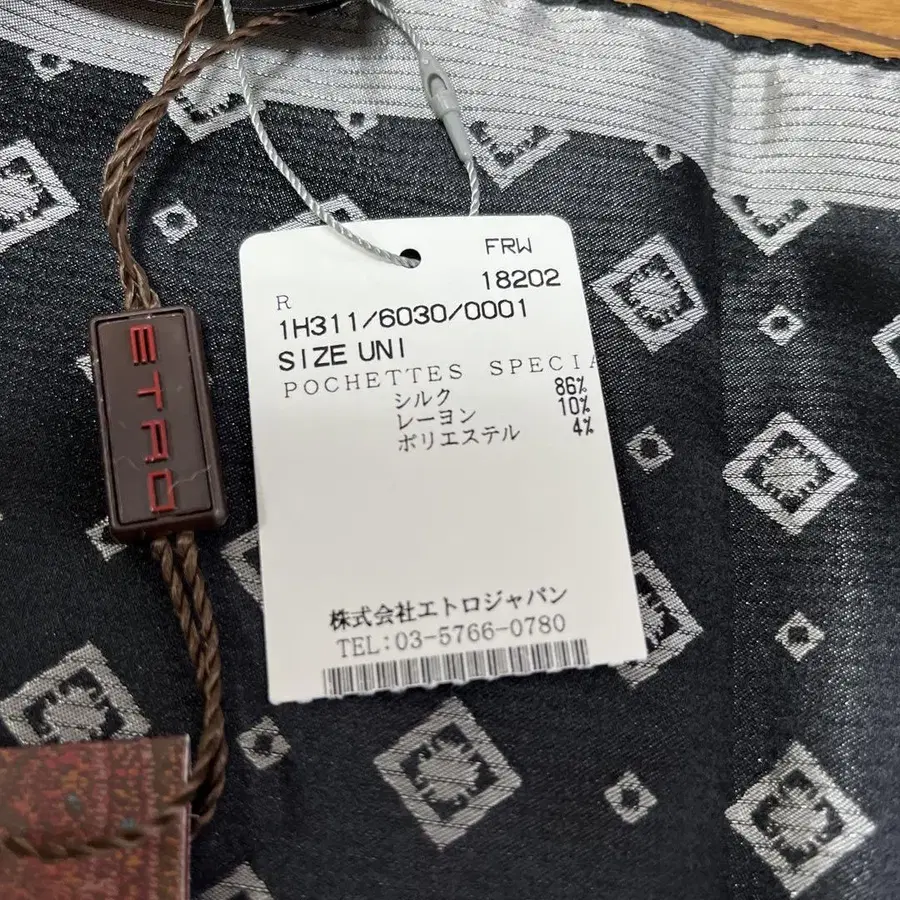 ETRO
FRW
18202
R
1H311/6030/0001
SIZE UNI
POCHETTES SPECIA
シルク 86%
レーヨン 10%
ポリエステル 4%
株式会社エトロジャパン
TEL:03-5766-0780